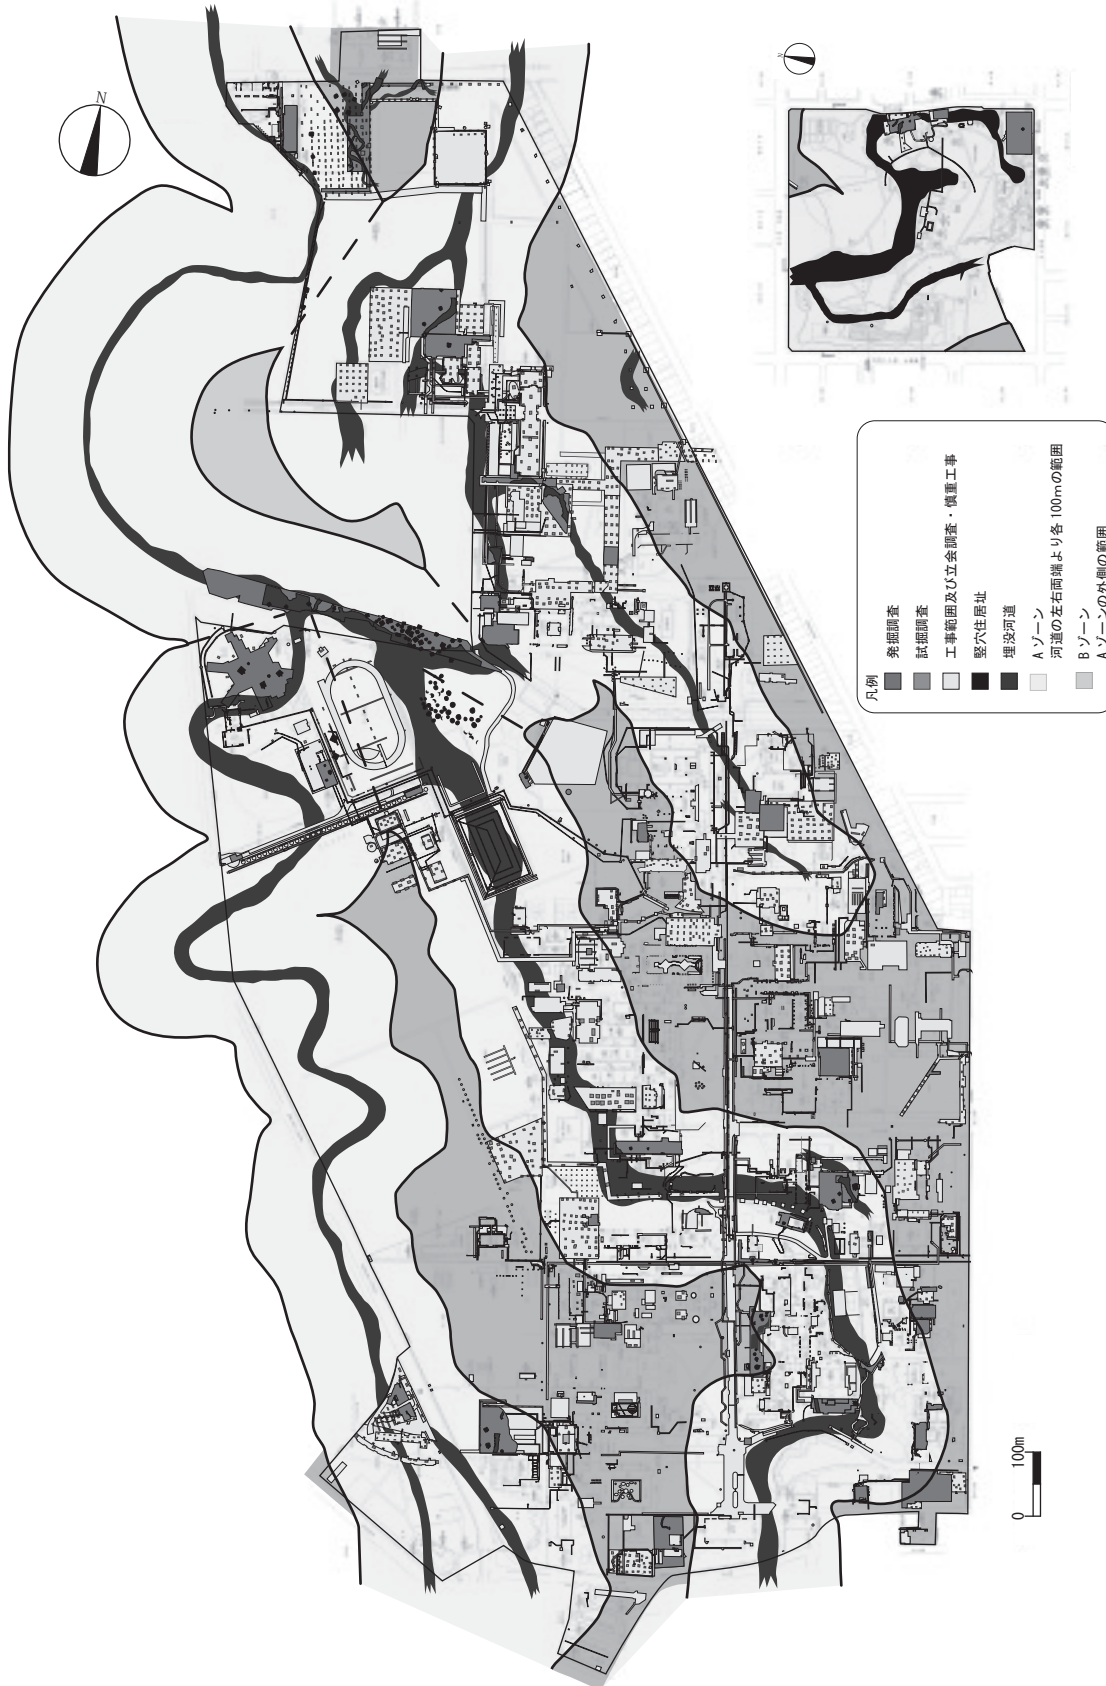 N
N
凡例
発掘調査
試掘調査
工事範囲及び立会調査・慎重工事
竪穴住居址
埋没河道
Aゾーン
河道の左右両端より各100mの範囲
Bゾーン
Aゾーンの外側の範囲
0 100m